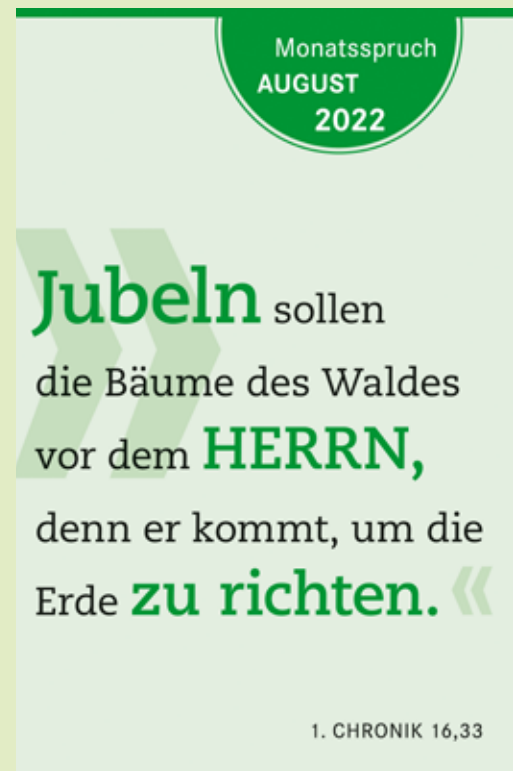 Monatsspruch
AUGUST
2022
Jubeln sollen
die Bäume des Waldes
vor dem HERRN,
denn er kommt, um die
Erde zu richten. «
1. CHRONIK 16,33